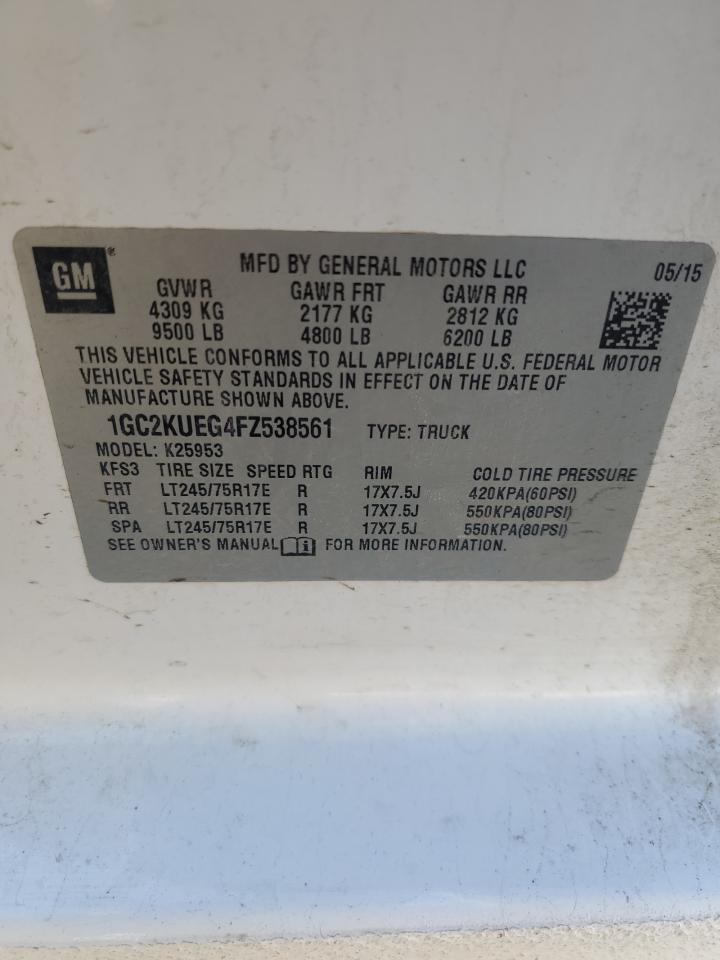 GM® MFD BY GENERAL MOTORS LLC 05/15
GVWR GAWR FRT GAWR RR
4309 KG 2177 KG 2812 KG
9500 LB 4800 LB 6200 LB
THIS VEHICLE CONFORMS TO ALL APPLICABLE U.S. FEDERAL MOTOR
VEHICLE SAFETY STANDARDS IN EFFECT ON THE DATE OF
MANUFACTURE SHOWN ABOVE.
1GC2KUEG4FZ538561 TYPE: TRUCK
MODEL: K25953
KFS3 TIRE SIZE SPEED RTG RIM COLD TIRE PRESSURE
FRT LT245/75R17E R 17X7.5J 420KPA(60PSI)
RR LT245/75R17E R 17X7.5J 550KPA(80PSI)
SPA LT245/75R17E R 17X7.5J 550KPA(80PSI)
SEE OWNER'S MANUAL i FOR MORE INFORMATION.